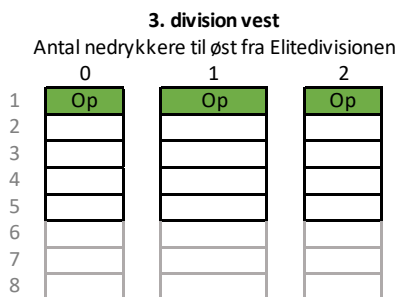 3. division vest
Antal nedrykkere til øst fra Elitedivisionen
0 1 2
1 Op Op Op
2
3
4
5
6
7
8